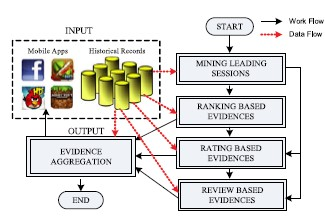 INPUT
START
Work Flow
Data Flow
Mobile Apps
Historical Records
MINING LEADING
SESSIONS
RANKING BASED
EVIDENCES
OUTPUT
EVIDENCE
AGGREGATION
RATING BASED
EVIDENCES
REVIEW BASED
EVIDENCES
END